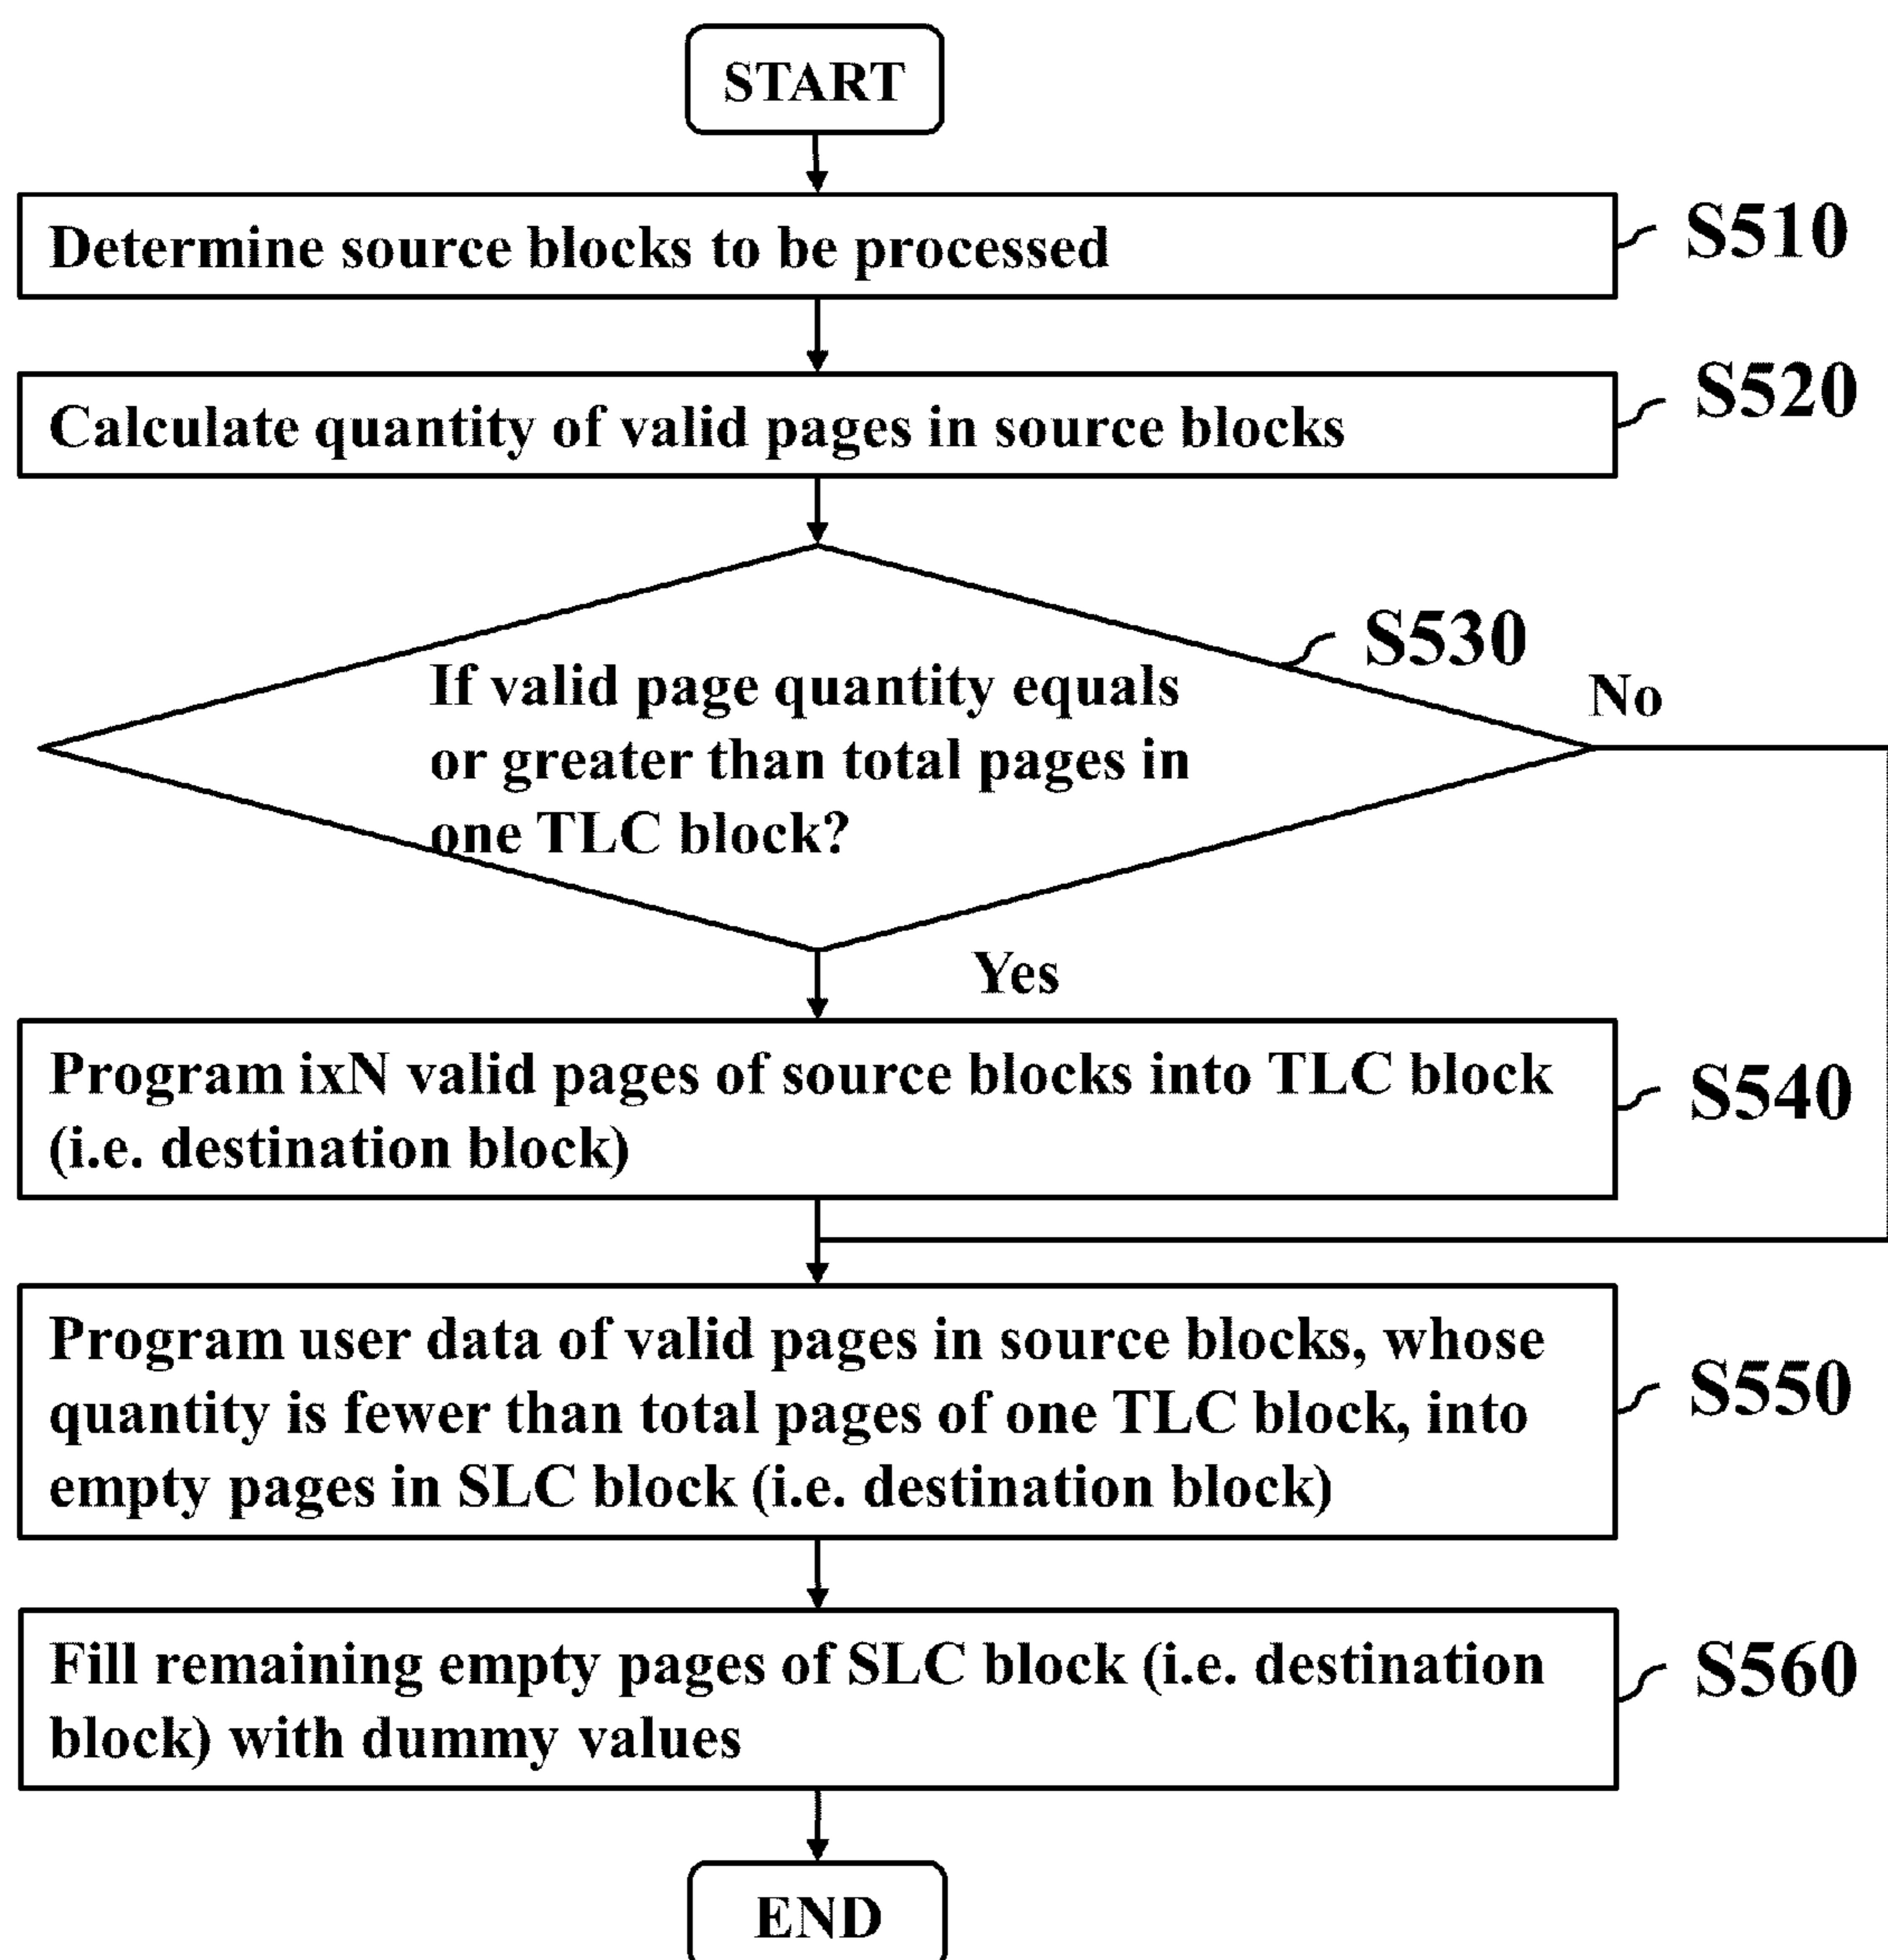 START
Determine source blocks to be processed
S510
Calculate quantity of valid pages in source blocks
S520
If valid page quantity equals
or greater than total pages in
one TLC block?
S530
No
Yes
Program ixN valid pages of source blocks into TLC block
(i.e. destination block)
S540
Program user data of valid pages in source blocks, whose
quantity is fewer than total pages of one TLC block, into
empty pages in SLC block (i.e. destination block)
S550
Fill remaining empty pages of SLC block (i.e. destination
block) with dummy values
S560
END